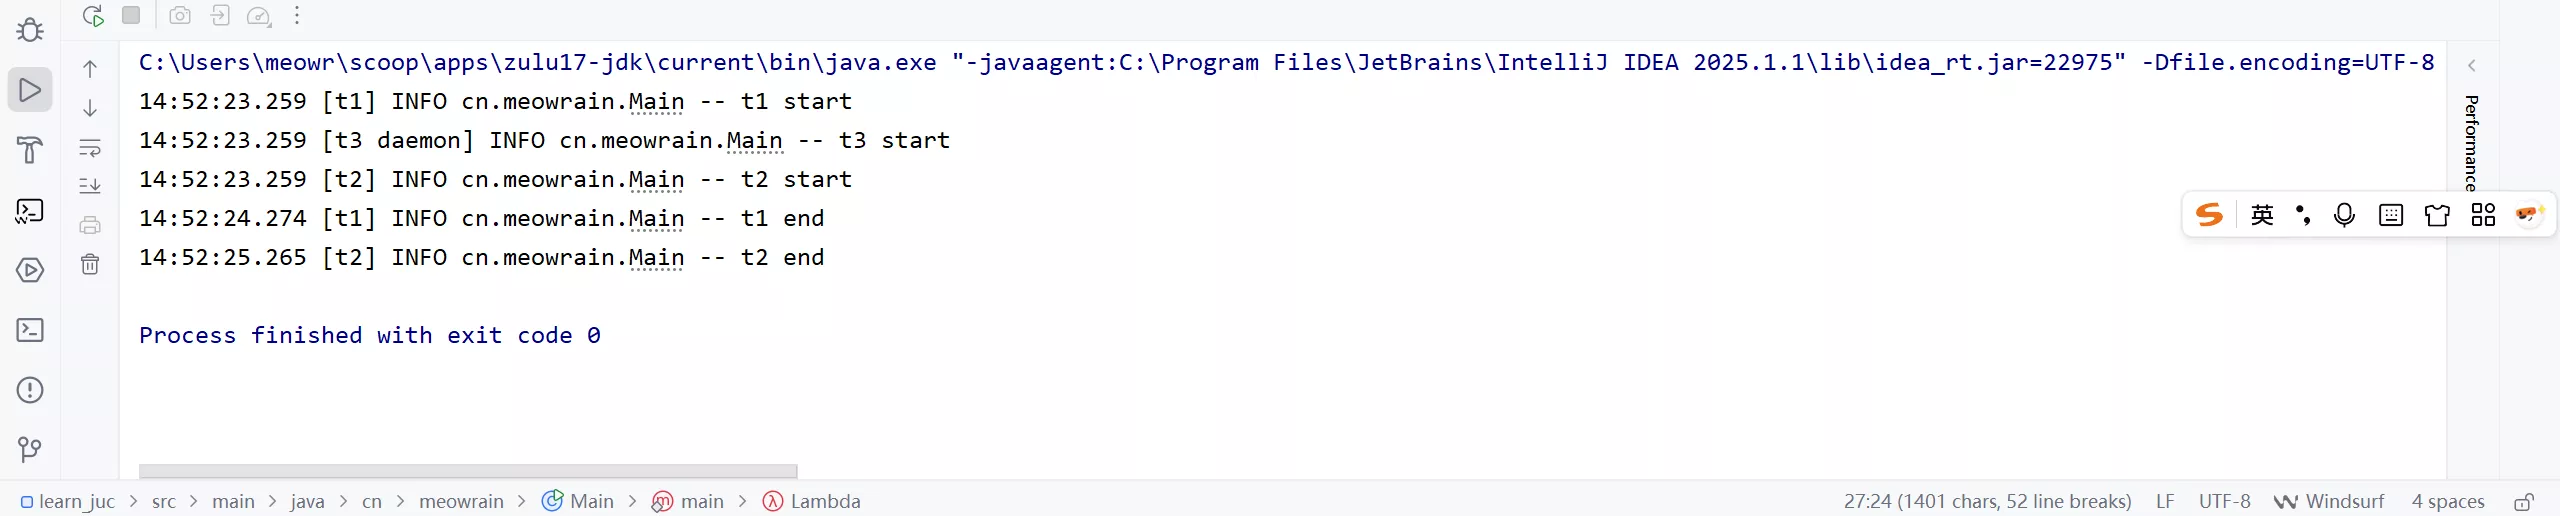 C:\Users\meowr\scoop\apps\zulu17-jdk\current\bin\java.exe "-javaagent:C:\Program Files\JetBrains\IntelliJ IDEA 2025.1.1\lib\idea_rt.jar=22975" -Dfile.encoding=UTF-8
14:52:23.259 [t1] INFO cn.meowrain.Main -- t1 start
14:52:23.259 [t3 daemon] INFO cn.meowrain.Main -- t3 start
14:52:23.259 [t2] INFO cn.meowrain.Main -- t2 start
14:52:24.274 [t1] INFO cn.meowrain.Main -- t1 end
14:52:25.265 [t2] INFO cn.meowrain.Main -- t2 end
Process finished with exit code 0
Performance
英
learn_juc > src > main > java > cn > meowrain > Main > main > Lambda
27:24 (1401 chars, 52 line breaks) LF UTF-8 Windsurf 4 spaces